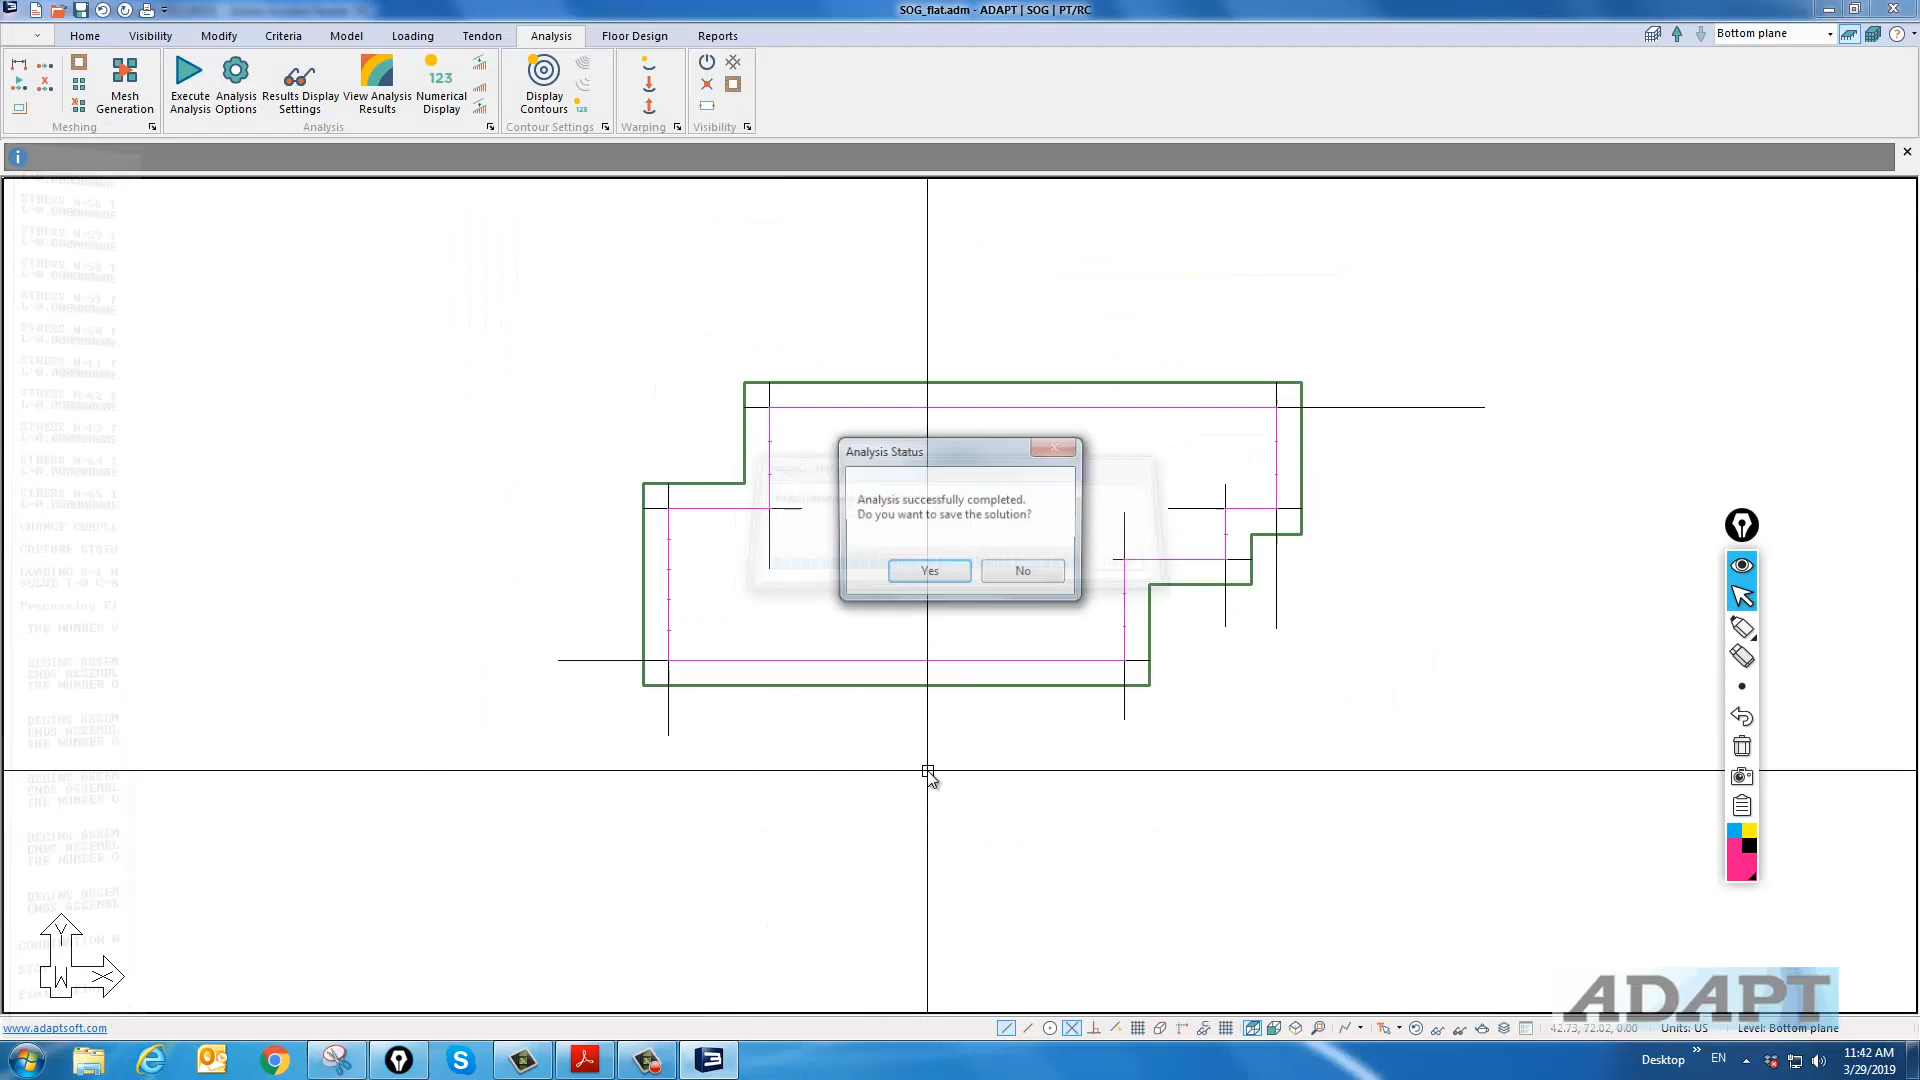 SOG_flat.adm - ADAPT | SOG | PT/RC
Home
Visibility
Modify
Criteria
Model
Loading
Tendon
Analysis
Floor Design
Reports
Bottom plane
Mesh
Generation
Execute
Analysis
Analysis
Options
Results Display
Settings
View Analysis
Results
123
Numerical
Display
Display
Contours
Meshing
Analysis
Contour Settings
Warping
Visibility
Analysis Status
Analysis successfully completed.
Do you want to save the solution?
Yes
No
Y
W
X
ADAPT
www.adaptsoft.com
42.73, 72.02, 0.00
Units: US
Level: Bottom plane
Desktop
EN
11:42 AM
3/29/2019